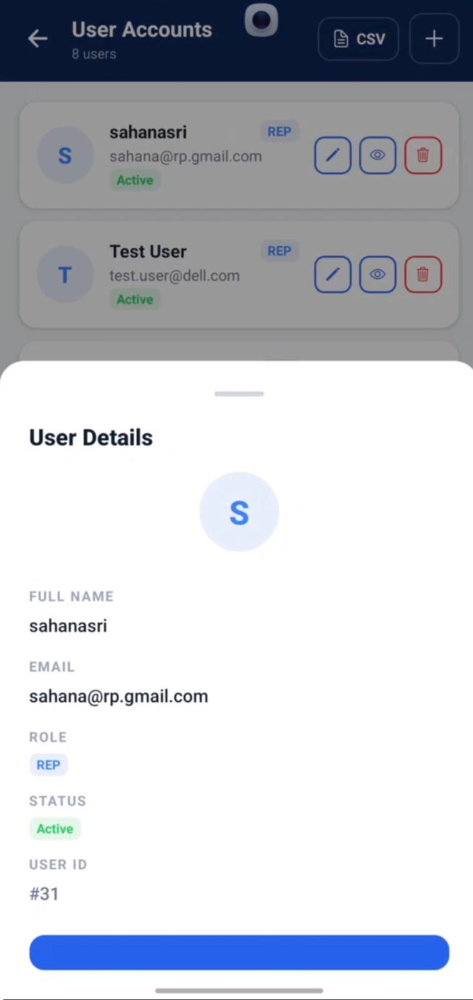 User Accounts
8 users
CSV
sahanasri
REP
sahana@rp.gmail.com
Active
Test User
REP
test.user@dell.com
Active
User Details
S
FULL NAME
sahanasri
EMAIL
sahana@rp.gmail.com
ROLE
REP
STATUS
Active
USER ID
#31